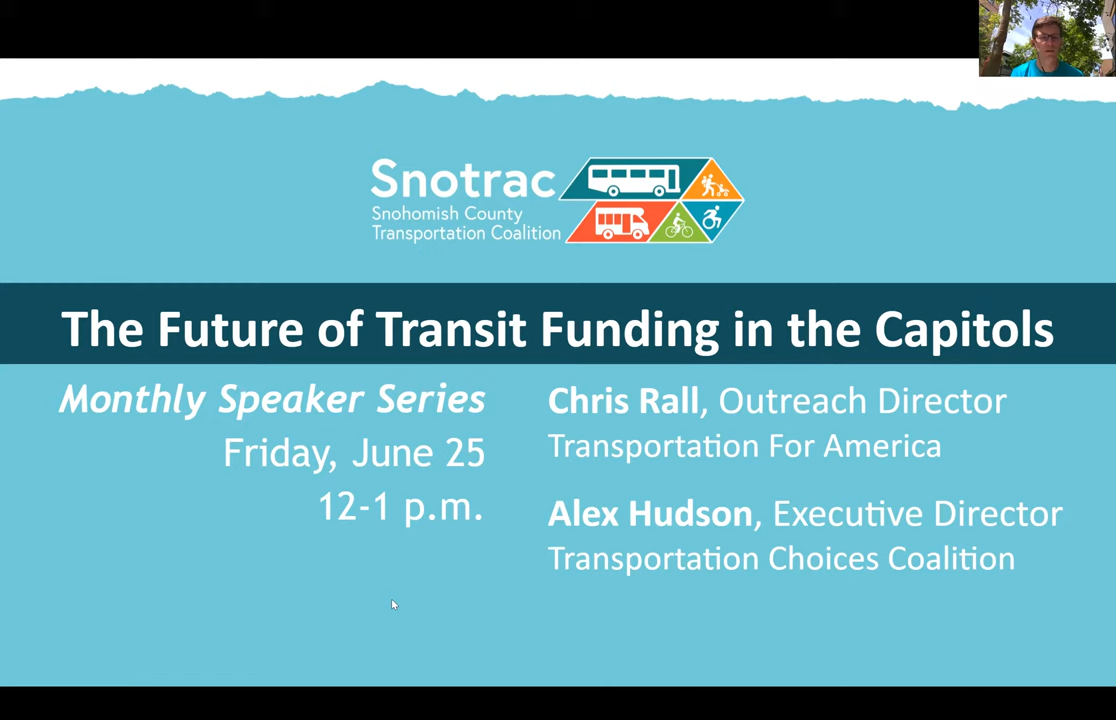 Snotrac
Snohomish County
Transportation Coalition
The Future of Transit Funding in the Capitols
Monthly Speaker Series
Friday, June 25
12-1 p.m.
Chris Rall, Outreach Director
Transportation For America
Alex Hudson, Executive Director
Transportation Choices Coalition